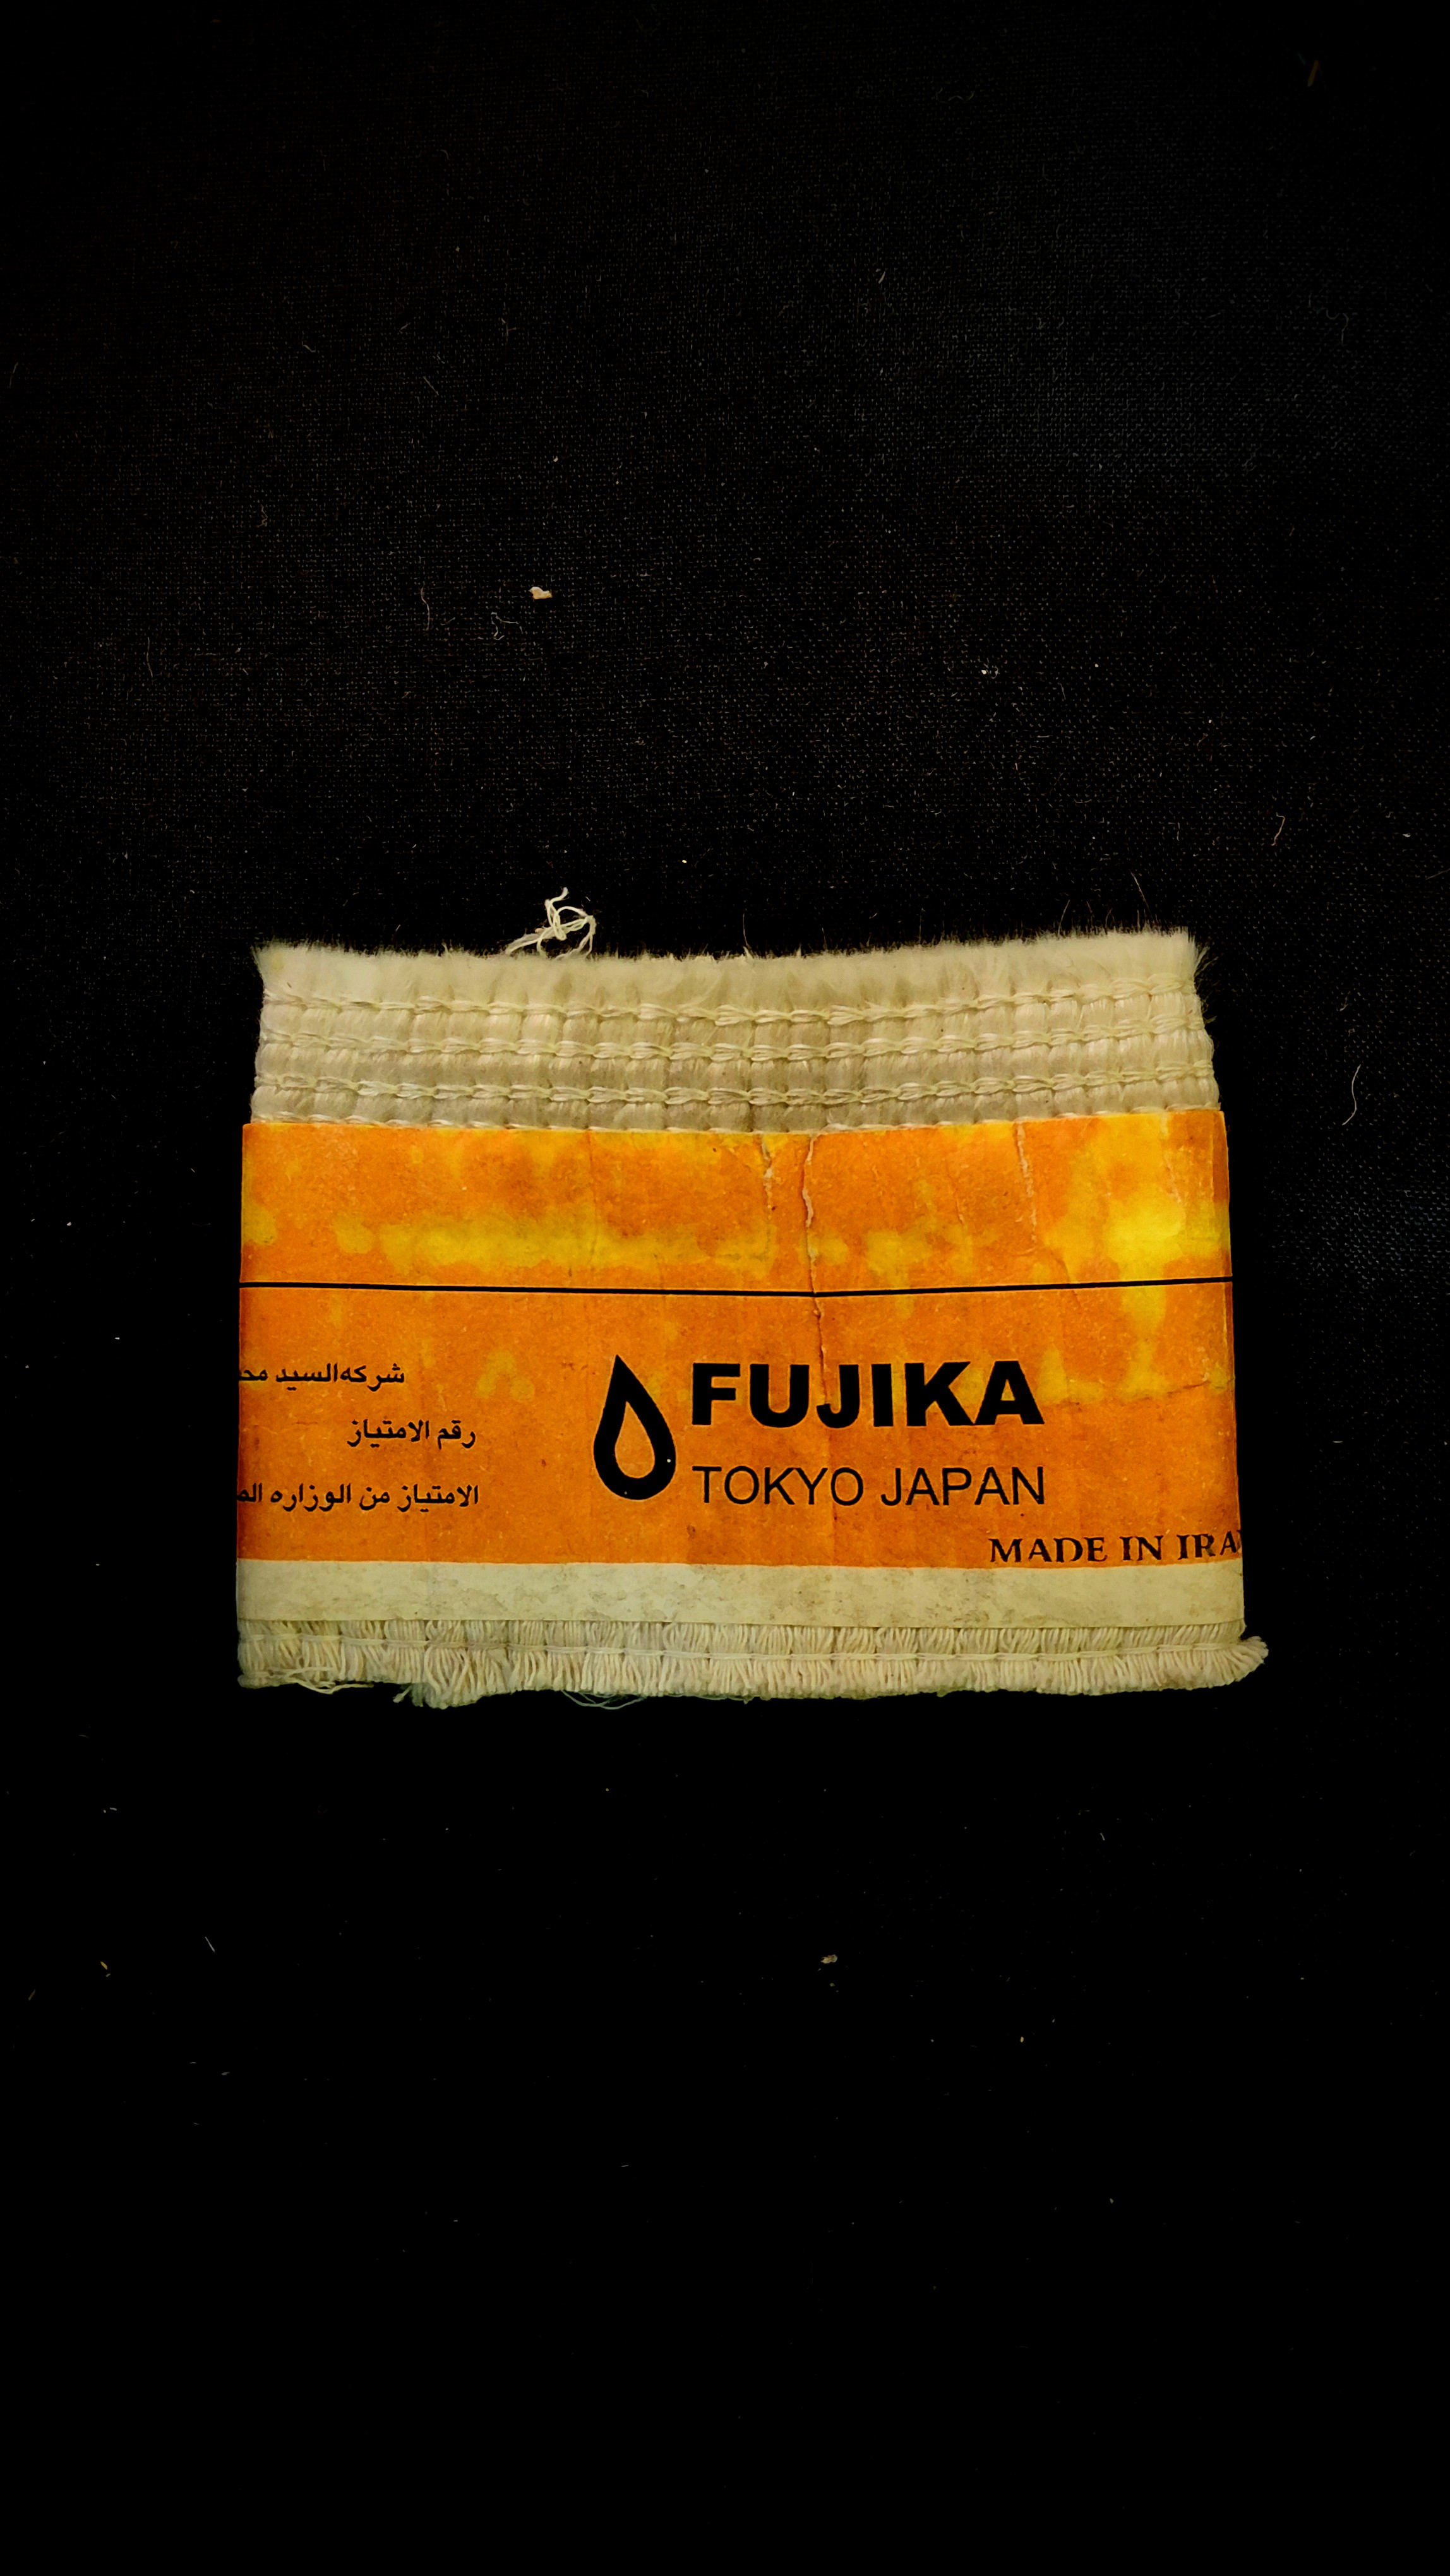 FUJIKA
TOKYO JAPAN
MADE IN IRA
شركه السيد
رقم الامتياز
الامتياز من الوزاره